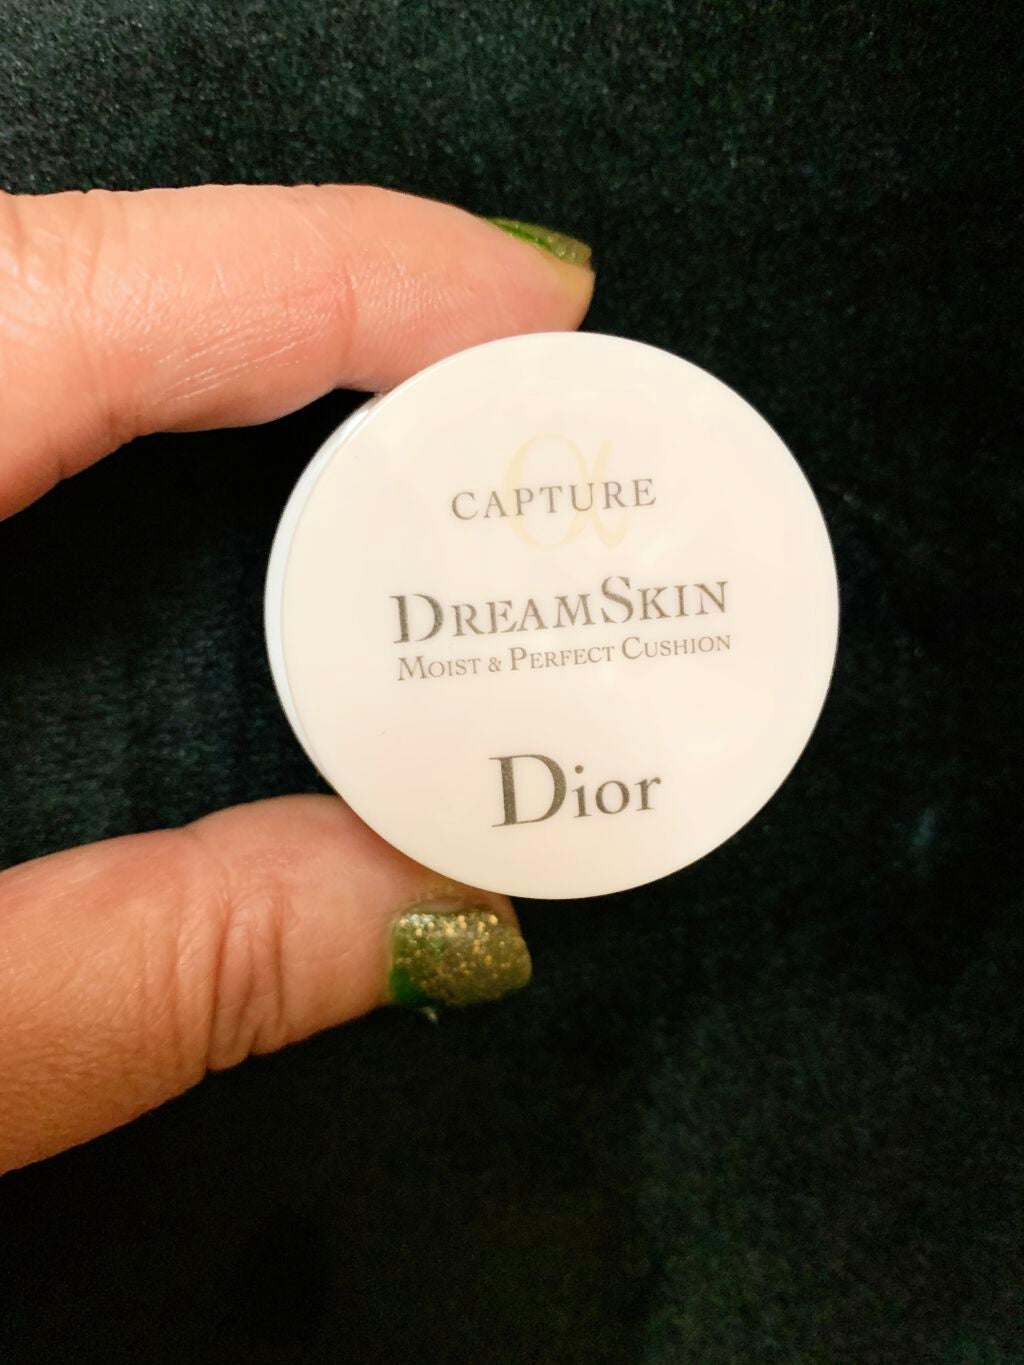 α
CAPTURE
DREAMSKIN
MOIST & PERFECT CUSHION
Dior